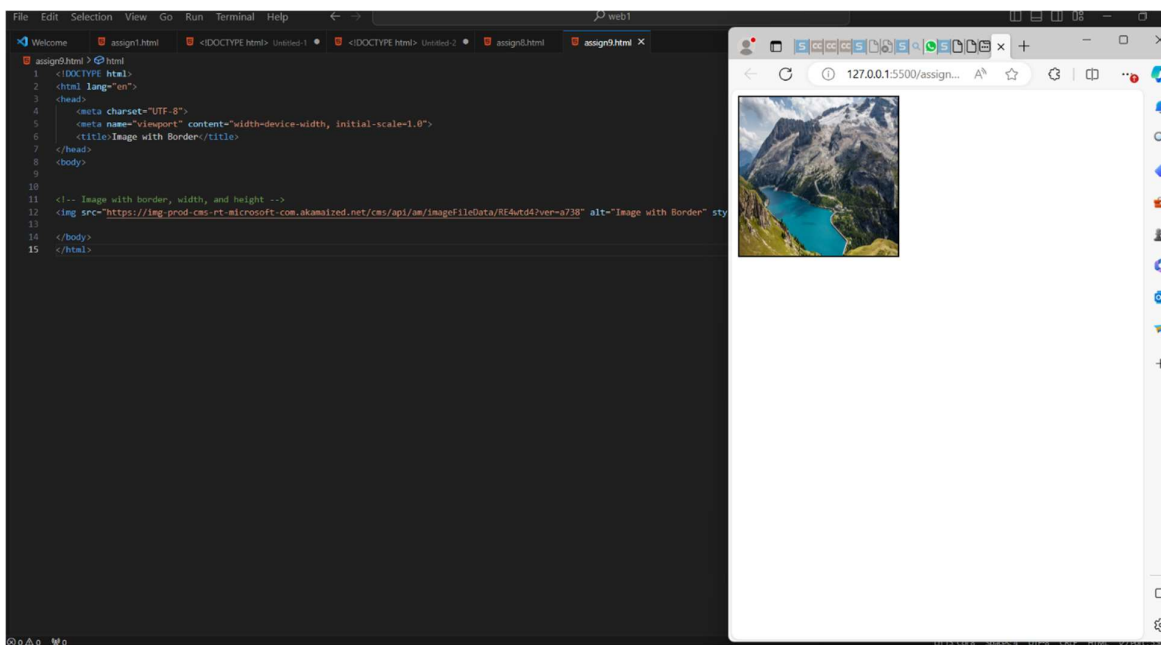 File Edit Selection View Go Run Terminal Help ← → web1
Welcome assign1.html <!DOCTYPE html> Untitled-1 ● <!DOCTYPE html> Untitled-2 ● assign8.html assign9.html ×
assign9.html > html
1 <!DOCTYPE html>
2 <html lang="en">
3 <head>
4 <meta charset="UTF-8">
5 <meta name="viewport" content="width=device-width, initial-scale=1.0">
6 <title>Image with Border</title>
7 </head>
8 <body>
9
10
11 <!-- Image with border, width, and height -->
12 <img src="https://img-prod-cms-rt-microsoft-com.akamaized.net/cms/api/am/imageFileData/RE4wtd4?ver=a738" alt="Image with Border" sty
13
14 </body>
15 </html>
127.0.0.1:5500/assign...
0 0 0